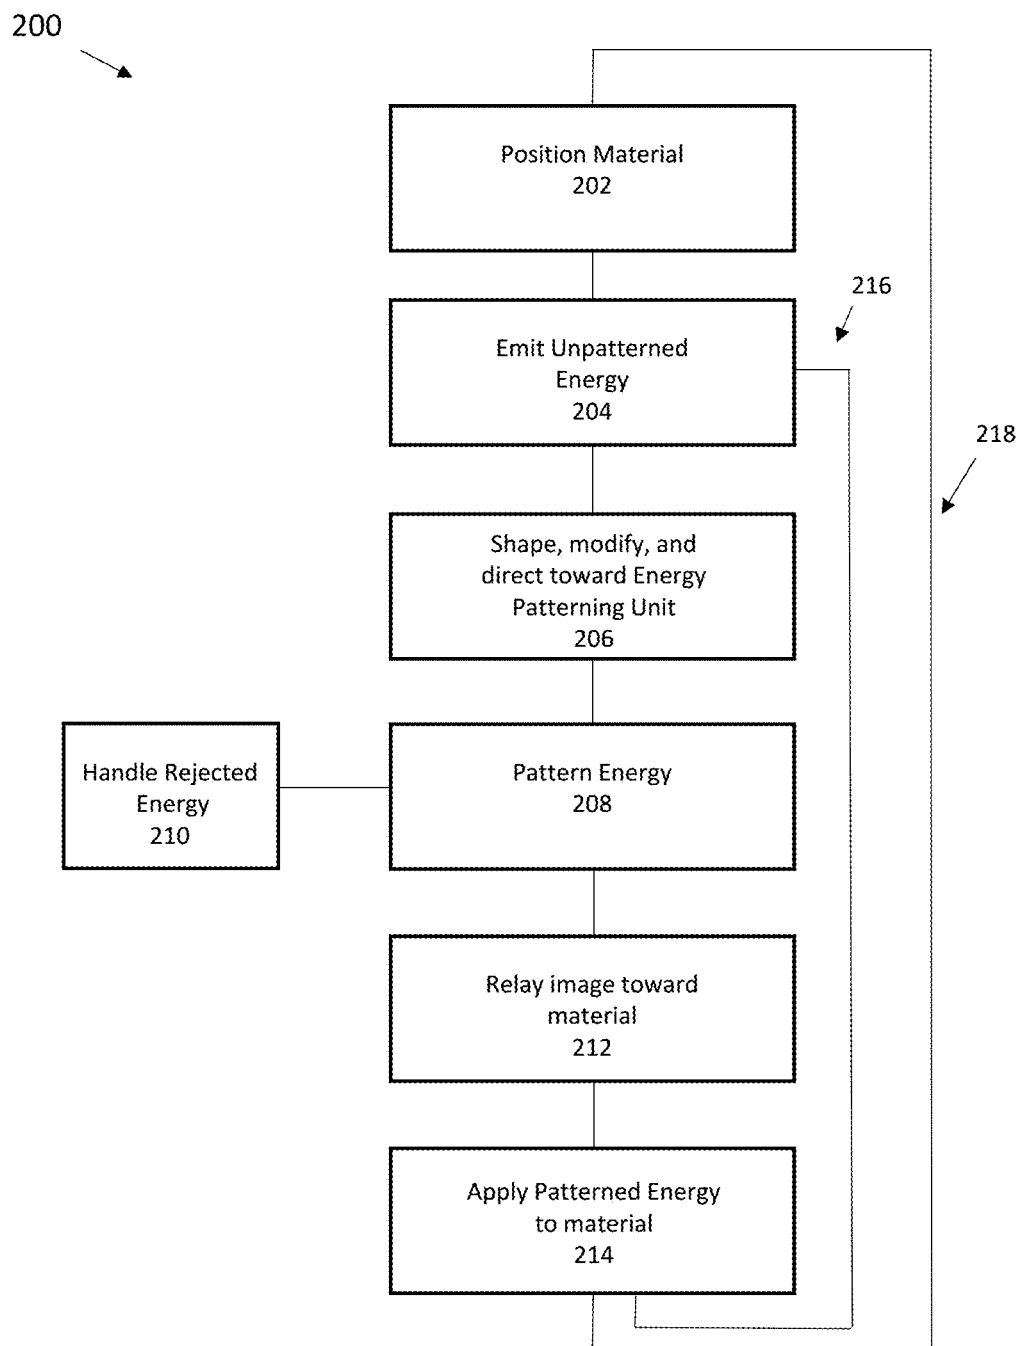 200
Position Material
202
216
Emit Unpatterned
Energy
204
218
Shape, modify, and
direct toward Energy
Patterning Unit
206
Handle Rejected
Energy
210
Pattern Energy
208
Relay image toward
material
212
Apply Patterned Energy
to material
214